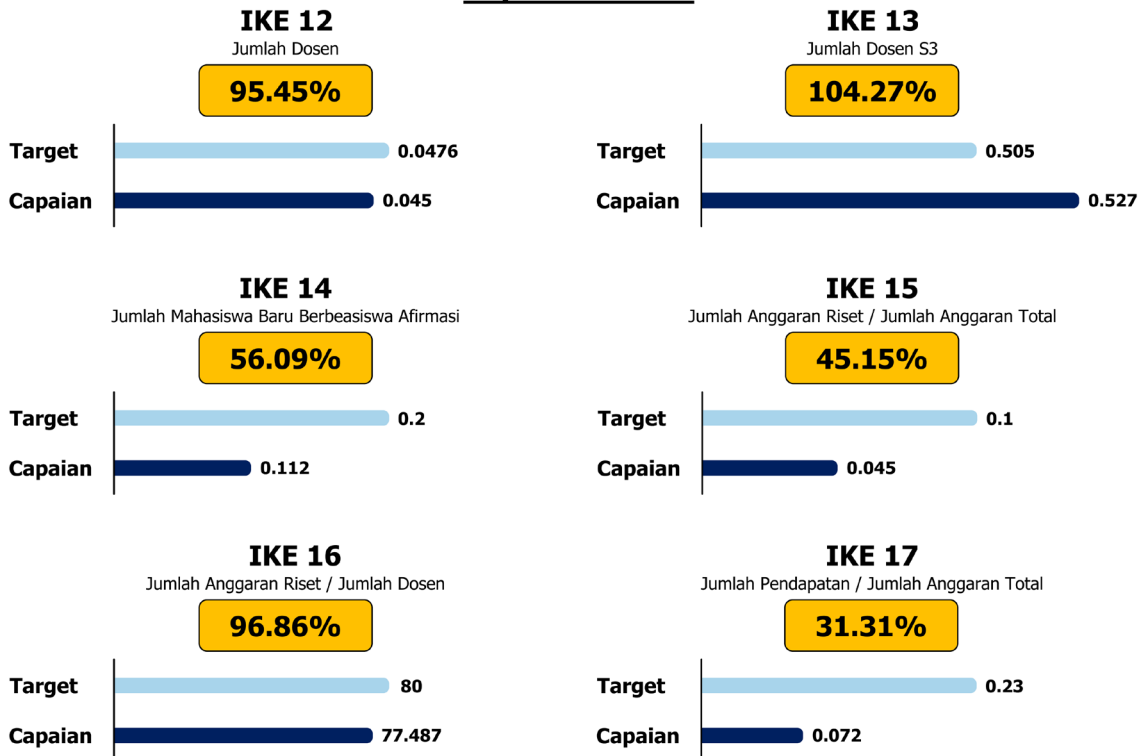 IKE 12
Jumlah Dosen
95.45%
Target 0.0476
Capaian 0.045
IKE 13
Jumlah Dosen S3
104.27%
Target 0.505
Capaian 0.527
IKE 14
Jumlah Mahasiswa Baru Berbeasiswa Afirmasi
56.09%
Target 0.2
Capaian 0.112
IKE 15
Jumlah Anggaran Riset / Jumlah Anggaran Total
45.15%
Target 0.1
Capaian 0.045
IKE 16
Jumlah Anggaran Riset / Jumlah Dosen
96.86%
Target 80
Capaian 77.487
IKE 17
Jumlah Pendapatan / Jumlah Anggaran Total
31.31%
Target 0.23
Capaian 0.072